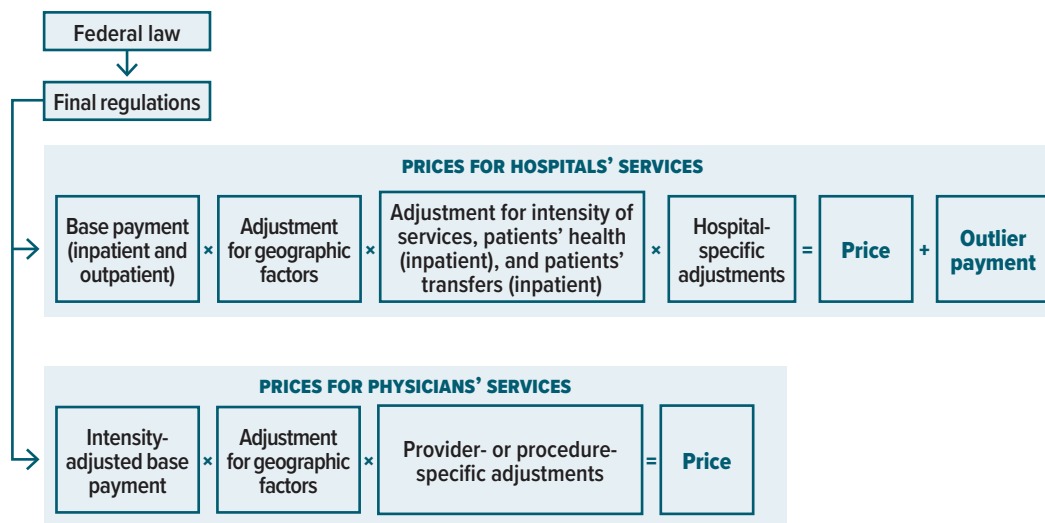 Federal law
Final regulations
PRICES FOR HOSPITALS’ SERVICES
Base payment
(inpatient and
outpatient)
×
Adjustment
for geographic
factors
×
Adjustment for intensity of
services, patients’ health
(inpatient), and patients’
transfers (inpatient)
×
Hospital-
specific
adjustments
=
Price
+
Outlier
payment
PRICES FOR PHYSICIANS’ SERVICES
Intensity-
adjusted base
payment
×
Adjustment
for geographic
factors
×
Provider- or procedure-
specific adjustments
=
Price